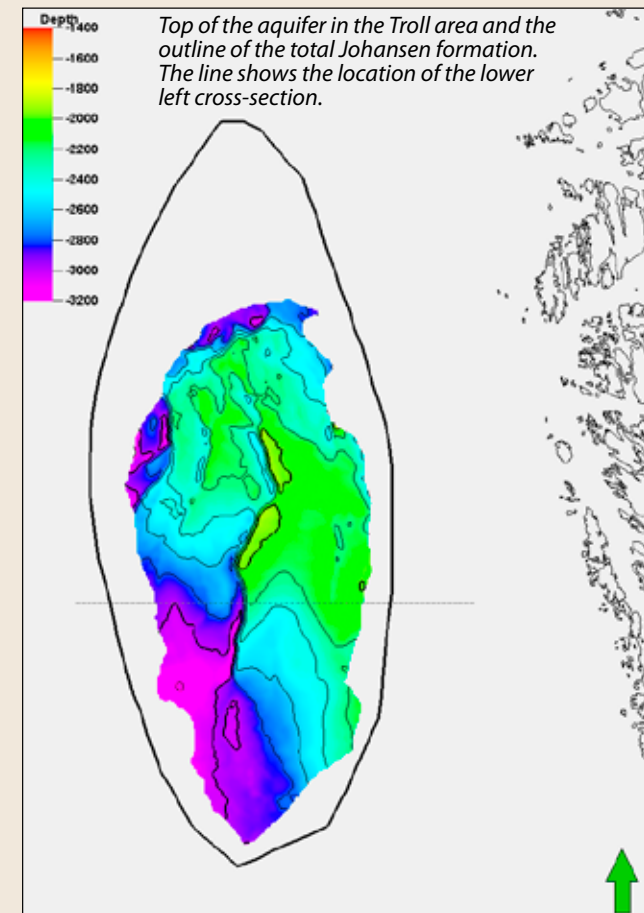 Depth
-1400
-1600
-1800
-2000
-2200
-2400
-2600
-2800
-3000
-3200
Top of the aquifer in the Troll area and the
outline of the total Johansen formation.
The line shows the location of the lower
left cross-section.